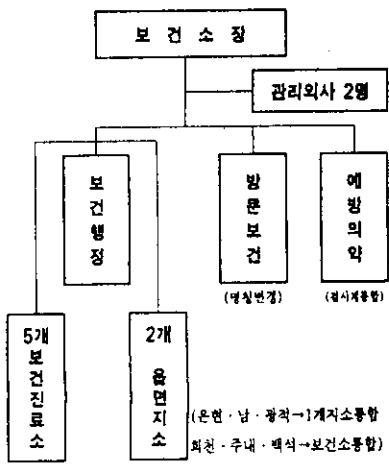 보건소장
관리의사 2명
보건행정
방문보건
(명칭변경)
예방의약
(검사계통합)
5개
보건진료소
2개
읍면지소
(은현·남·광적→1개지소통합
회천·주내·백석→보건소통합)